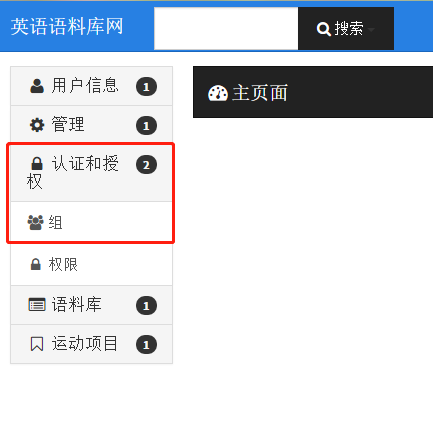 英语语料库网
搜索
用户信息 1
主页面
管理 1
认证和授 2
权
组
权限
语料库 1
运动项目 1